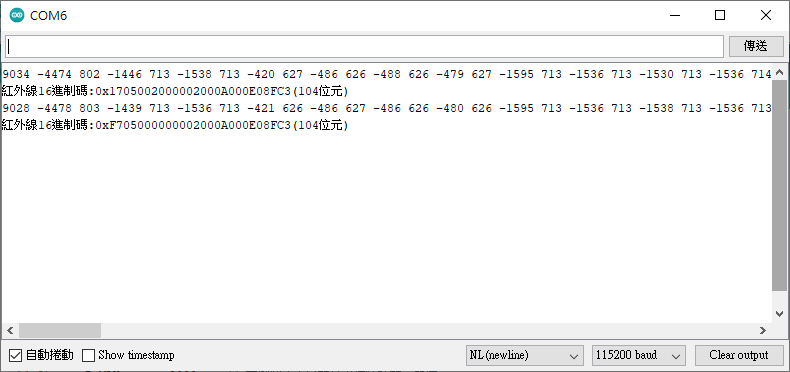 COM6
傳送
9034 -4474 802 -1446 713 -1538 713 -420 627 -486 626 -488 626 -479 627 -1595 713 -1536 713 -1530 713 -1536 714
紅外線16進制碼:0x1705002000002000A000E08FC3(104位元)
9028 -4478 803 -1439 713 -1536 713 -421 626 -487 626 -486 626 -480 626 -1595 713 -1536 713 -1538 713 -1536 713
紅外線16進制碼:0xF705000000002000A000E08FC3(104位元)
自動捲動 Show timestamp NL(newline) 115200 baud Clear output